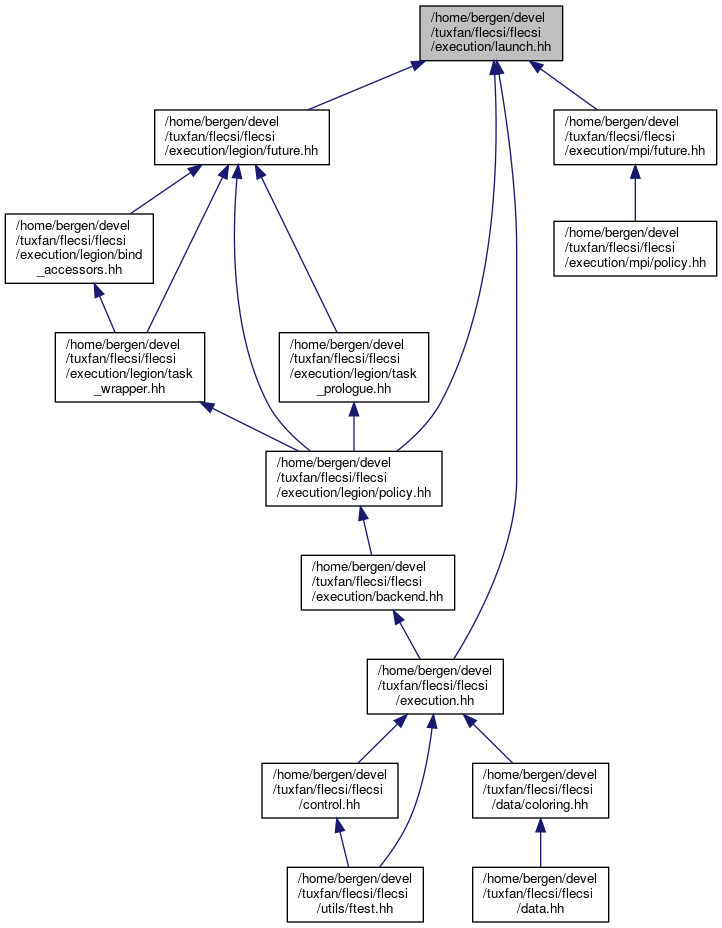 /home/bergen/devel
/tuxfan/flecsi/flecsi
/execution/launch.hh
/home/bergen/devel
/tuxfan/flecsi/flecsi
/execution/legion/future.hh
/home/bergen/devel
/tuxfan/flecsi/flecsi
/execution/mpi/future.hh
/home/bergen/devel
/tuxfan/flecsi/flecsi
/execution/legion/bind
_accessors.hh
/home/bergen/devel
/tuxfan/flecsi/flecsi
/execution/mpi/policy.hh
/home/bergen/devel
/tuxfan/flecsi/flecsi
/execution/legion/task
_wrapper.hh
/home/bergen/devel
/tuxfan/flecsi/flecsi
/execution/legion/task
_prologue.hh
/home/bergen/devel
/tuxfan/flecsi/flecsi
/execution/legion/policy.hh
/home/bergen/devel
/tuxfan/flecsi/flecsi
/execution/backend.hh
/home/bergen/devel
/tuxfan/flecsi/flecsi
/execution.hh
/home/bergen/devel
/tuxfan/flecsi/flecsi
/control.hh
/home/bergen/devel
/tuxfan/flecsi/flecsi
/data/coloring.hh
/home/bergen/devel
/tuxfan/flecsi/flecsi
/utils/ftest.hh
/home/bergen/devel
/tuxfan/flecsi/flecsi
/data.hh